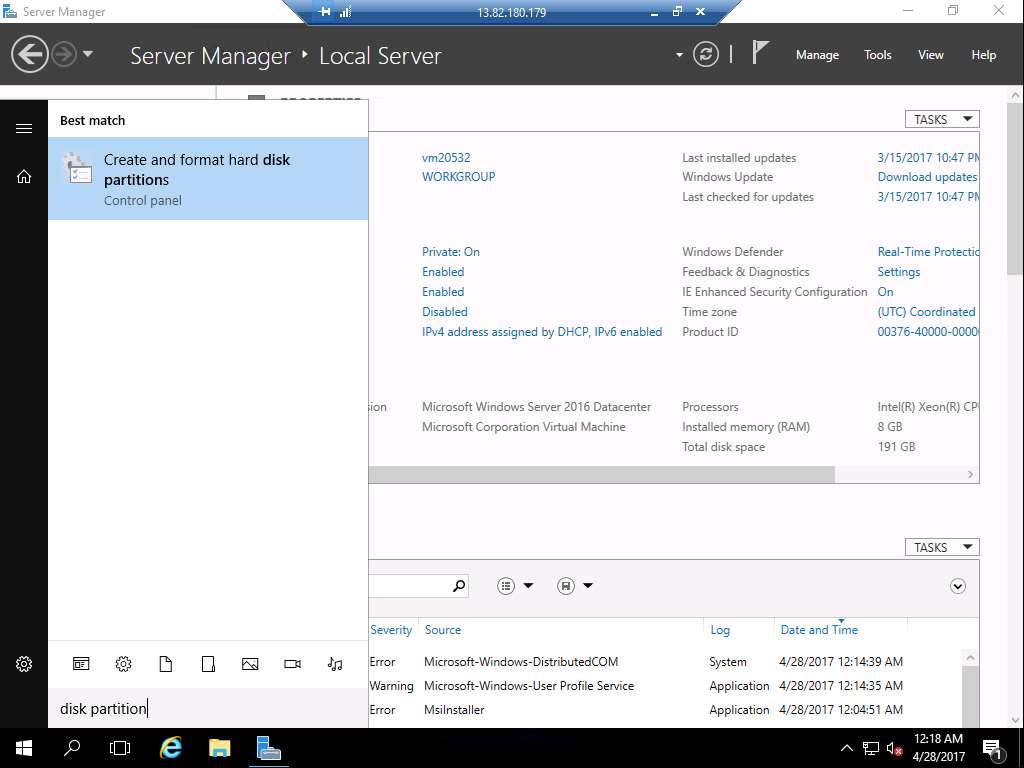 Server Manager
13.82.180.179
Server Manager ‣ Local Server
Manage Tools View Help
TASKS
Best match
Create and format hard disk
partitions
Control panel
vm20532 Last installed updates 3/15/2017 10:47 PM
WORKGROUP Windows Update Download updates
Last checked for updates 3/15/2017 10:47 PM
Private: On Windows Defender Real-Time Protectio
Enabled Feedback & Diagnostics Settings
Enabled IE Enhanced Security Configuration On
Disabled Time zone (UTC) Coordinated
IPv4 address assigned by DHCP, IPv6 enabled Product ID 00376-40000-0000
sion Microsoft Windows Server 2016 Datacenter Processors Intel(R) Xeon(R) CP
Microsoft Corporation Virtual Machine Installed memory (RAM) 8 GB
Total disk space 191 GB
TASKS
Severity Source Log Date and Time
Error Microsoft-Windows-DistributedCOM System 4/28/2017 12:14:39 AM
Warning Microsoft-Windows-User Profile Service Application 4/28/2017 12:14:35 AM
Error MsiInstaller Application 4/28/2017 12:04:51 AM
disk partition
12:18 AM
4/28/2017
1